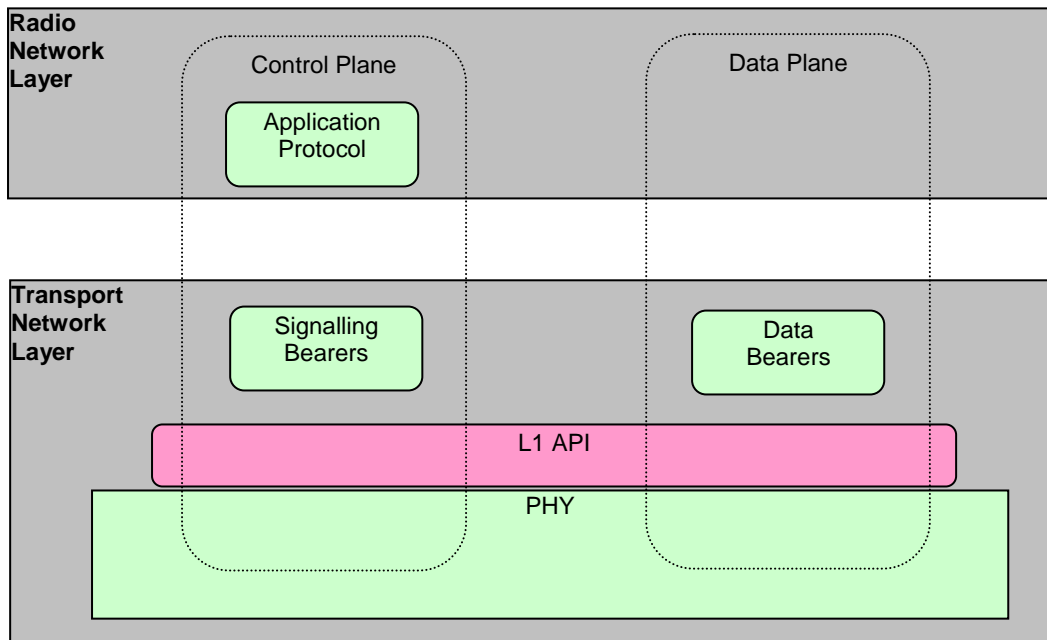 Radio
Network
Layer
Control Plane
Data Plane
Application
Protocol
Transport
Network
Layer
Signalling
Bearers
Data
Bearers
L1 API
PHY